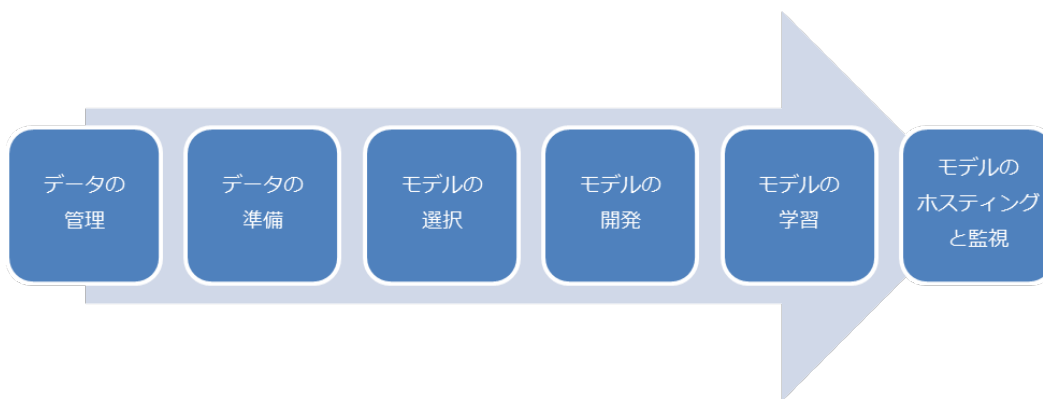 データの
管理
データの
準備
モデルの
選択
モデルの
開発
モデルの
学習
モデルの
ホスティング
と監視